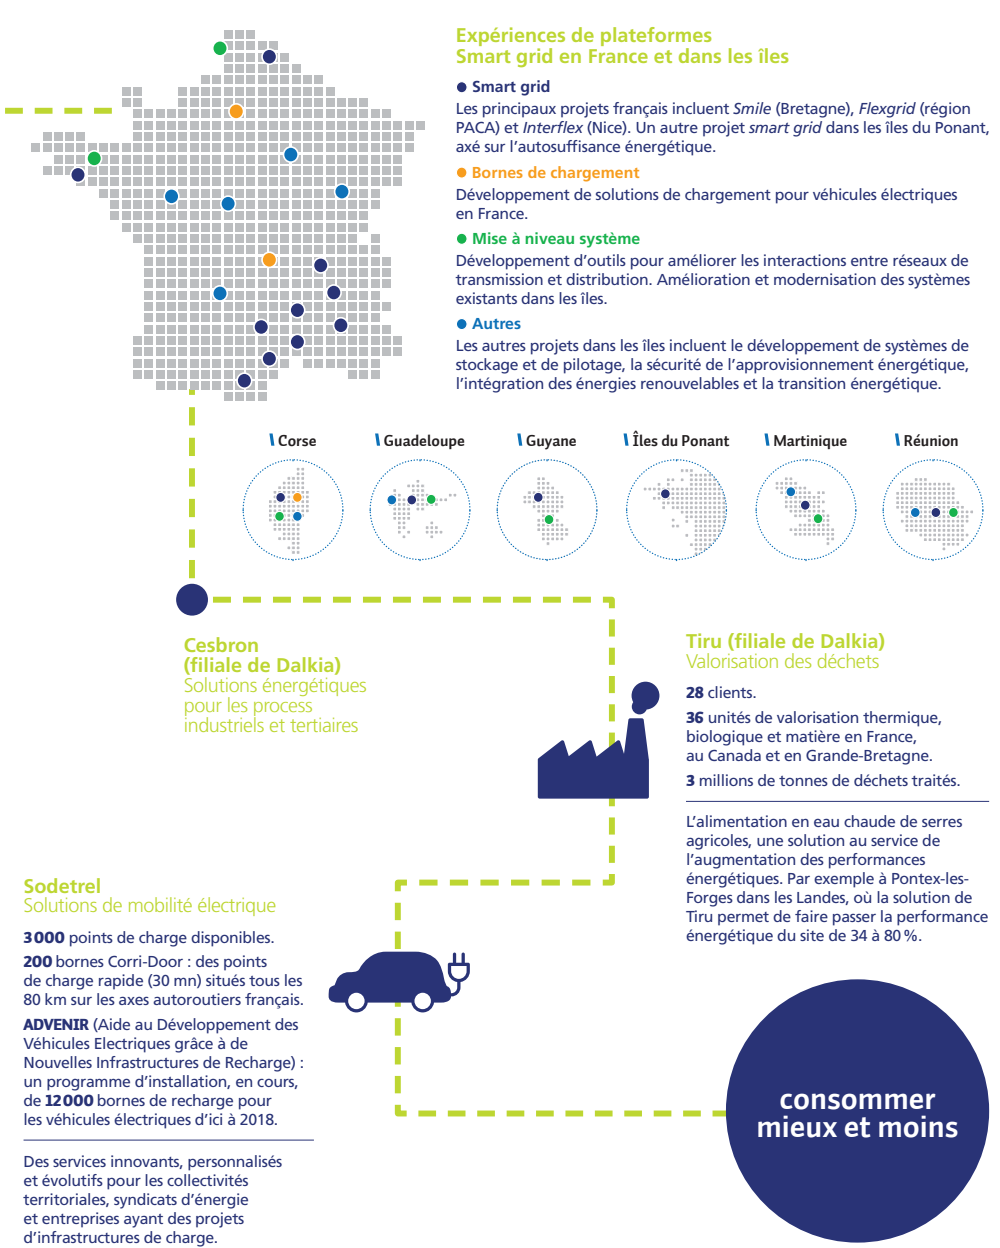 Expériences de plateformes
Smart grid en France et dans les îles
Smart grid
Les principaux projets français incluent Smile (Bretagne), Flexgrid (région
PACA) et Interflex (Nice). Un autre projet smart grid dans les îles du Ponant,
axé sur l’autosuffisance énergétique.
Bornes de chargement
Développement de solutions de chargement pour véhicules électriques
en France.
Mise à niveau système
Développement d’outils pour améliorer les interactions entre réseaux de
transmission et distribution. Amélioration et modernisation des systèmes
existants dans les îles.
Autres
Les autres projets dans les îles incluent le développement de systèmes de
stockage et de pilotage, la sécurité de l’approvisionnement énergétique,
l’intégration des énergies renouvelables et la transition énergétique.
\ Corse \ Guadeloupe \ Guyane \ Îles du Ponant \ Martinique \ Réunion
Cesbron
(filiale de Dalkia)
Solutions énergétiques
pour les process
industriels et tertiaires
Tiru (filiale de Dalkia)
Valorisation des déchets
28 clients.
36 unités de valorisation thermique,
biologique et matière en France,
au Canada et en Grande-Bretagne.
3 millions de tonnes de déchets traités.
L’alimentation en eau chaude de serres
agricoles, une solution au service de
l’augmentation des performances
énergétiques. Par exemple à Pontex-les-
Forges dans les Landes, où la solution de
Tiru permet de faire passer la performance
énergétique du site de 34 à 80 %.
Sodetrel
Solutions de mobilité électrique
3 000 points de charge disponibles.
200 bornes Corri-Door : des points
de charge rapide (30 mn) situés tous les
80 km sur les axes autoroutiers français.
ADVENIR (Aide au Développement des
Véhicules Electriques grâce à de
Nouvelles Infrastructures de Recharge) :
un programme d’installation, en cours,
de 12 000 bornes de recharge pour
les véhicules électriques d’ici à 2018.
Des services innovants, personnalisés
et évolutifs pour les collectivités
territoriales, syndicats d’énergie
et entreprises ayant des projets
d’infrastructures de charge.
consommer
mieux et moins